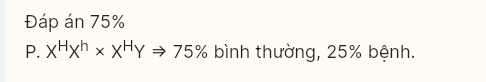 Đáp án 75%
P. XᴴXʰ × XᴴY ⇒ 75% bình thường, 25% bệnh.